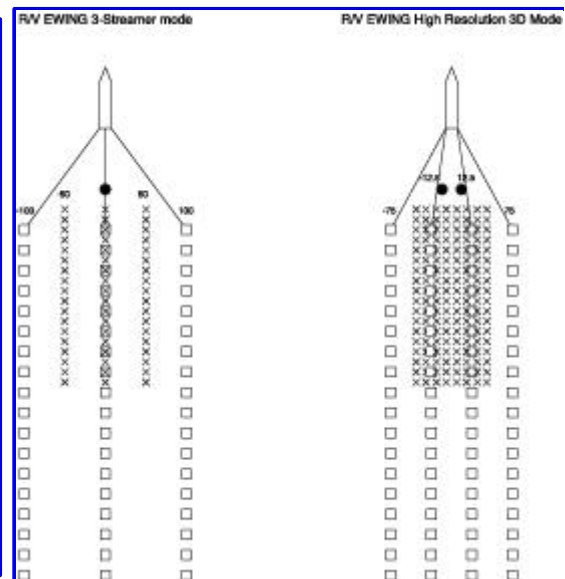 R/V EWING 3-Streamer mode
R/V EWING High Resolution 3D Mode
-12.5 12.5
-50 50
-100 100
-75 75